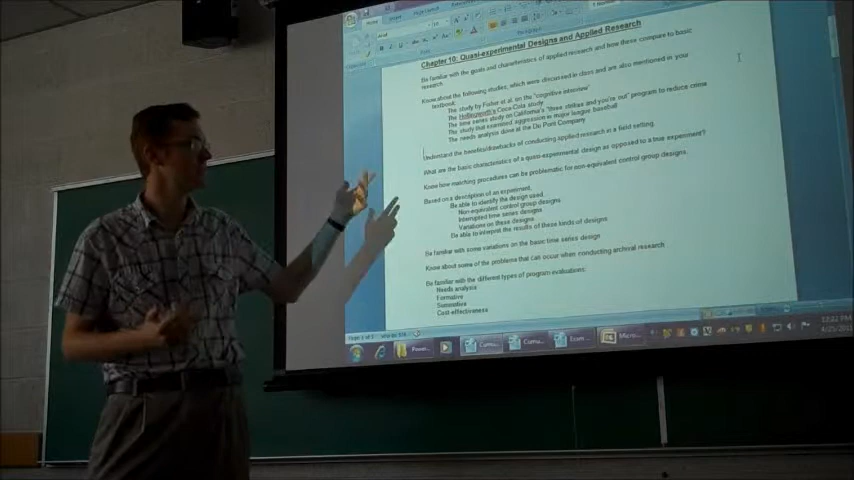 Home
Page Layout
Chapter 10: Quasi-experimental Designs and Applied Research
Be familiar with the goals and characteristics of applied research and how these compare to basic
research.
Know about the following studies, which were discussed in class and are also mentioned in your
textbook:
The study by Fisher et al. on the "cognitive interview"
The Hollingworth's Coca-Cola study
The time series study on California's "three strikes and you're out" program to reduce crime
The study that examined aggression in major league baseball
The needs analysis done at the Du Pont Company
Understand the benefits/drawbacks of conducting applied research in a field setting.
What are the basic characteristics of a quasi-experimental design as opposed to a true experiment?
Know how matching procedures can be problematic for non-equivalent control group designs.
Based on a description of an experiment,
Be able to identify the design used.
Non-equivalent control group designs
Interrupted time series designs
Variations on these designs
Be able to interpret the results of these kinds of designs
Be familiar with some variations on the basic time series design
Know about some of the problems that can occur when conducting archival research
Be familiar with the different types of program evaluations:
Needs analysis
Formative
Summative
Cost-effectiveness
Power...
Exam...
Micros...
12:02 PM